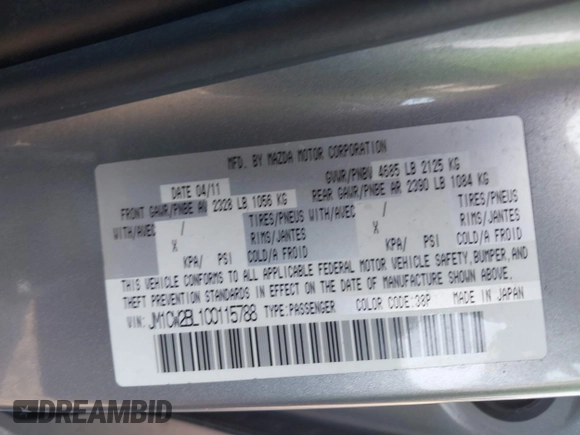 MFD. BY MAZDA MOTOR CORPORATION
DATE 04/11 GVWR/PNBV 4685 LB 2125 KG
FRONT GAWR/PNBE AV 2328 LB 1056 KG REAR GAWR/PNBE AR 2390 LB 1084 KG
WITH/AVEC / TIRES/PNEUS WITH/AVEC / TIRES/PNEUS
X RIMS/JANTES X RIMS/JANTES
KPA/ PSI COLD/A FROID KPA/ PSI COLD/A FROID
THIS VEHICLE CONFORMS TO ALL APPLICABLE FEDERAL MOTOR VEHICLE SAFETY,BUMPER,AND
THEFT PREVENTION STANDARDS IN EFFECT ON THE DATE OF MANUFACTURE SHOWN ABOVE.
VIN: JM1CW2BL1C0115788 TYPE:PASSENGER COLOR CODE:38P MADE IN JAPAN
DREAMBID